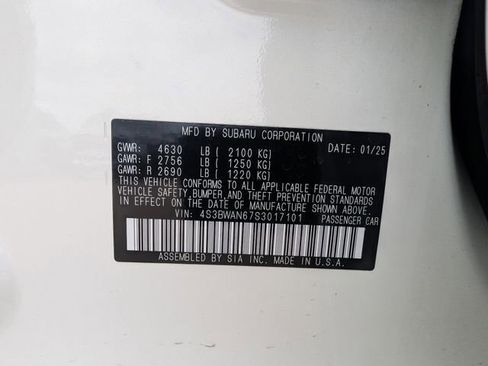 MFD BY SUBARU CORPORATION
GVWR: 4630 LB ( 2100 KG) DATE: 01/25
GAWR: F 2756 LB ( 1250 KG)
GAWR: R 2690 LB ( 1220 KG)
THIS VEHICLE CONFORMS TO ALL APPLICABLE FEDERAL MOTOR
VEHICLE SAFETY,BUMPER,AND THEFT PREVENTION STANDARDS
IN EFFECT ON THE DATE OF MANUFACTURE SHOWN ABOVE.
VIN: 4S3BWAN67S3017101 PASSENGER CAR
ASSEMBLED BY SIA INC. MADE IN U.S.A.